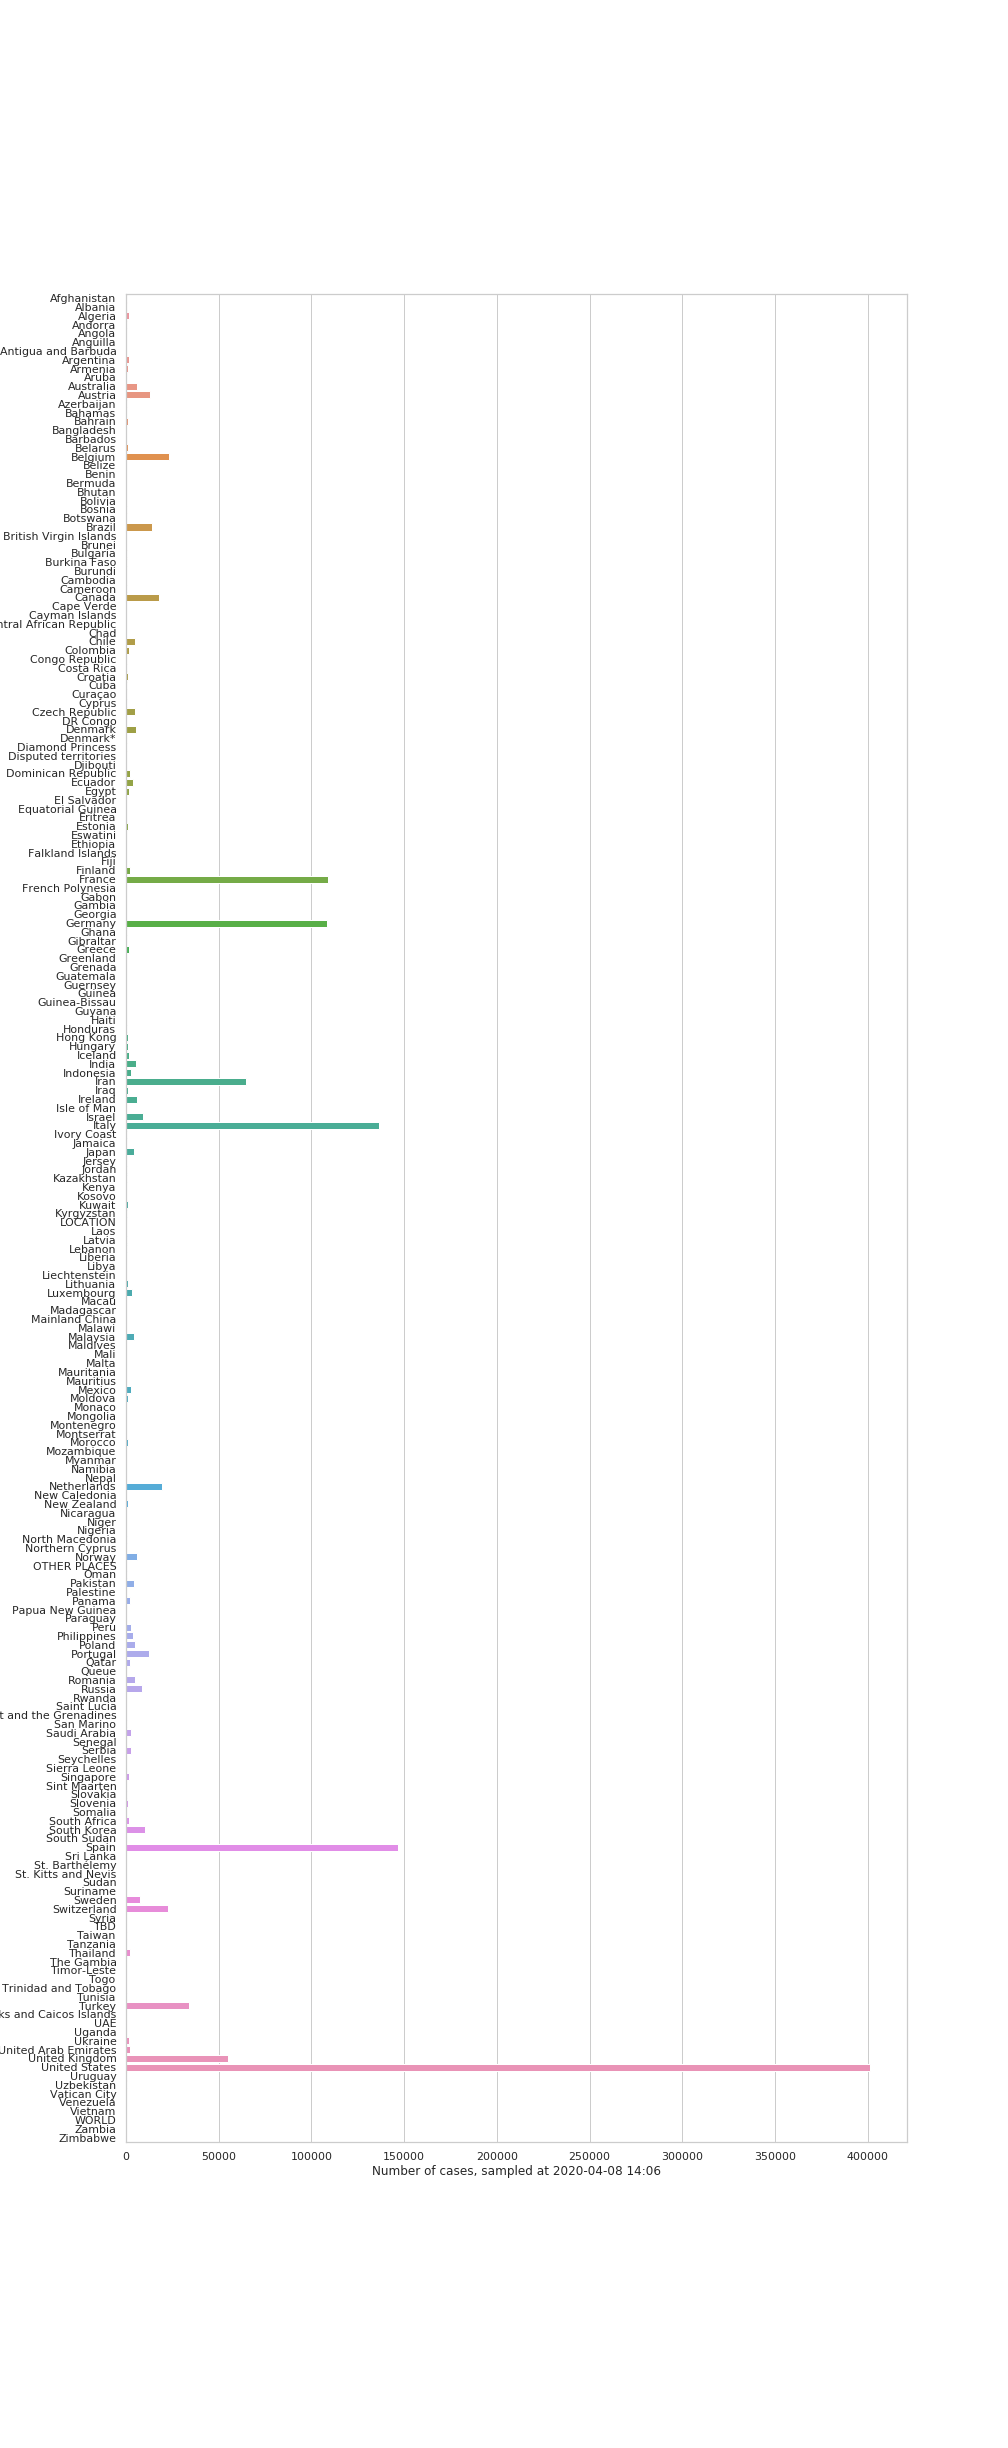 Afghanistan
Albania
Algeria
Andorra
Angola
Anguilla
Antigua and Barbuda
Argentina
Armenia
Aruba
Australia
Austria
Azerbaijan
Bahamas
Bahrain
Bangladesh
Barbados
Belarus
Belgium
Belize
Benin
Bermuda
Bhutan
Bolivia
Bosnia
Botswana
Brazil
British Virgin Islands
Brunei
Bulgaria
Burkina Faso
Burundi
Cambodia
Cameroon
Canada
Cape Verde
Cayman Islands
ntral African Republic
Chad
Chile
Colombia
Congo Republic
Costa Rica
Croatia
Cuba
Curaçao
Cyprus
Czech Republic
DR Congo
Denmark
Denmark*
Diamond Princess
Disputed territories
Djibouti
Dominican Republic
Ecuador
Egypt
El Salvador
Equatorial Guinea
Eritrea
Estonia
Eswatini
Ethiopia
Falkland Islands
Fiji
Finland
France
French Polynesia
Gabon
Gambia
Georgia
Germany
Ghana
Gibraltar
Greece
Greenland
Grenada
Guatemala
Guernsey
Guinea
Guinea-Bissau
Guyana
Haiti
Honduras
Hong Kong
Hungary
Iceland
India
Indonesia
Iran
Iraq
Ireland
Isle of Man
Israel
Italy
Ivory Coast
Jamaica
Japan
Jersey
Jordan
Kazakhstan
Kenya
Kosovo
Kuwait
Kyrgyzstan
LOCATION
Laos
Latvia
Lebanon
Liberia
Libya
Liechtenstein
Lithuania
Luxembourg
Macau
Madagascar
Mainland China
Malawi
Malaysia
Maldives
Mali
Malta
Mauritania
Mauritius
Mexico
Moldova
Monaco
Mongolia
Montenegro
Montserrat
Morocco
Mozambique
Myanmar
Namibia
Nepal
Netherlands
New Caledonia
New Zealand
Nicaragua
Niger
Nigeria
North Macedonia
Northern Cyprus
Norway
OTHER PLACES
Oman
Pakistan
Palestine
Panama
Papua New Guinea
Paraguay
Peru
Philippines
Poland
Portugal
Qatar
Queue
Romania
Russia
Rwanda
Saint Lucia
t and the Grenadines
San Marino
Saudi Arabia
Senegal
Serbia
Seychelles
Sierra Leone
Singapore
Sint Maarten
Slovakia
Slovenia
Somalia
South Africa
South Korea
South Sudan
Spain
Sri Lanka
St. Barthélemy
St. Kitts and Nevis
Sudan
Suriname
Sweden
Switzerland
Syria
TBD
Taiwan
Tanzania
Thailand
The Gambia
Timor-Leste
Togo
Trinidad and Tobago
Tunisia
Turkey
ks and Caicos Islands
UAE
Uganda
Ukraine
United Arab Emirates
United Kingdom
United States
Uruguay
Uzbekistan
Vatican City
Venezuela
Vietnam
WORLD
Zambia
Zimbabwe
0 50000 100000 150000 200000 250000 300000 350000 400000
Number of cases, sampled at 2020-04-08 14:06